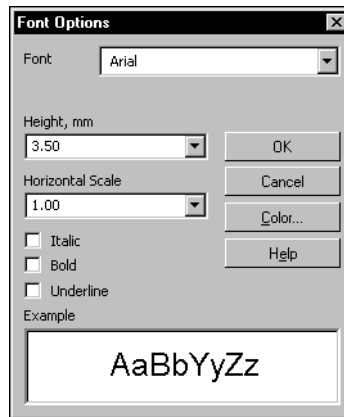 Font Options
Font Arial
Height, mm
3.50 OK
Cancel
Horizontal Scale
1.00 Color...
Italic Help
Bold
Underline
Example
AaBbYyZz